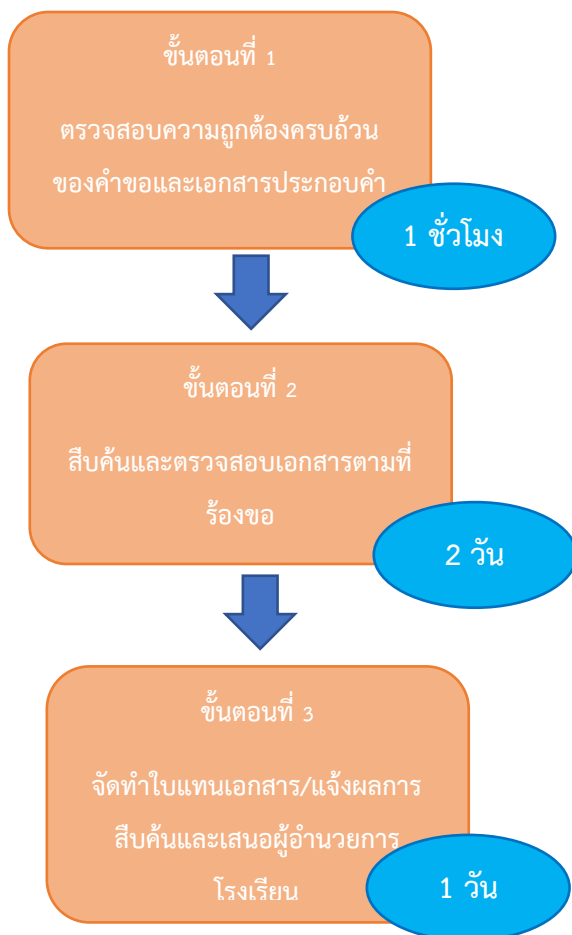 ขั้นตอนที่ 1
ตรวจสอบความถูกต้องครบถ้วน
ของคำขอและเอกสารประกอบคำ
1 ชั่วโมง
ขั้นตอนที่ 2
สืบค้นและตรวจสอบเอกสารตามที่
ร้องขอ
2 วัน
ขั้นตอนที่ 3
จัดทำใบแทนเอกสาร/แจ้งผลการ
สืบค้นและเสนอผู้อำนวยการ
โรงเรียน
1 วัน